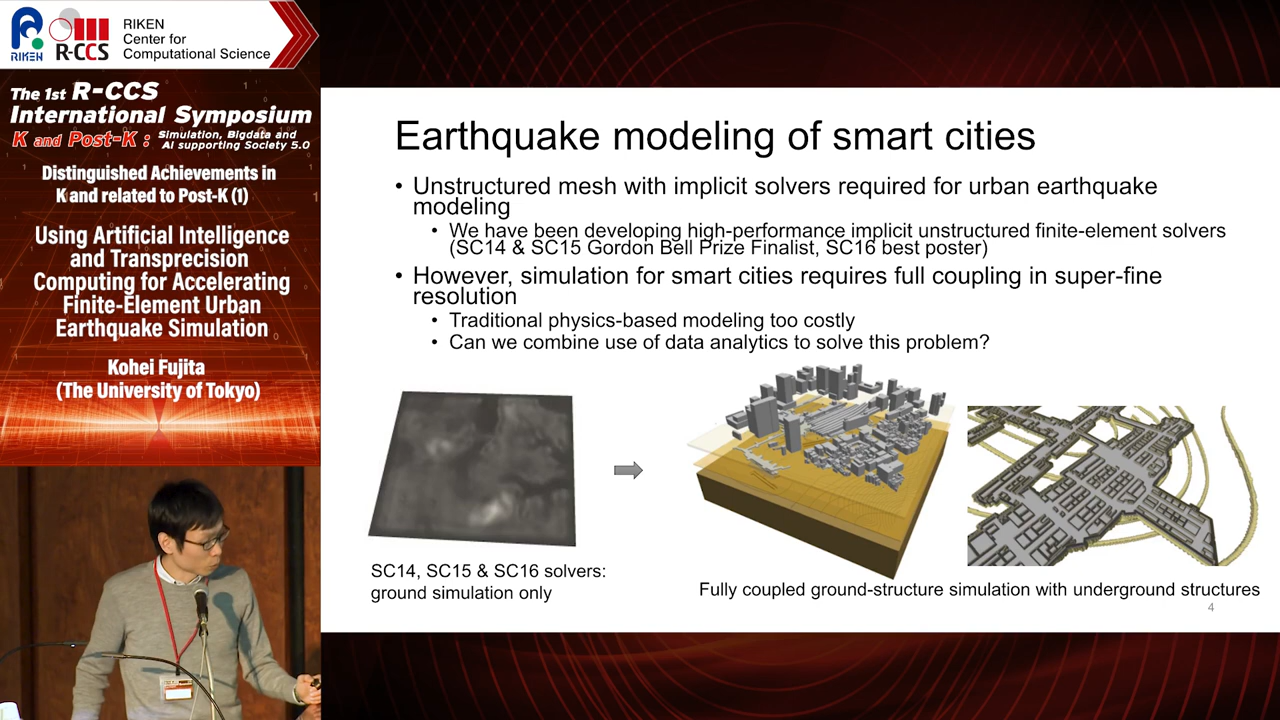 RIKEN
R-CCS
RIKEN
Center for
Computational Science
The 1st R-CCS
International Symposium
K and Post-K : Simulation, Bigdata and
AI supporting Society 5.0
Distinguished Achievements in
K and related to Post-K (1)
Using Artificial Intelligence
and Transprecision
Computing for Accelerating
Finite-Element Urban
Earthquake Simulation
Kohei Fujita
(The University of Tokyo)
Earthquake modeling of smart cities
• Unstructured mesh with implicit solvers required for urban earthquake
modeling
• We have been developing high-performance implicit unstructured finite-element solvers
(SC14 & SC15 Gordon Bell Prize Finalist, SC16 best poster)
• However, simulation for smart cities requires full coupling in super-fine
resolution
• Traditional physics-based modeling too costly
• Can we combine use of data analytics to solve this problem?
SC14, SC15 & SC16 solvers:
ground simulation only
Fully coupled ground-structure simulation with underground structures
4